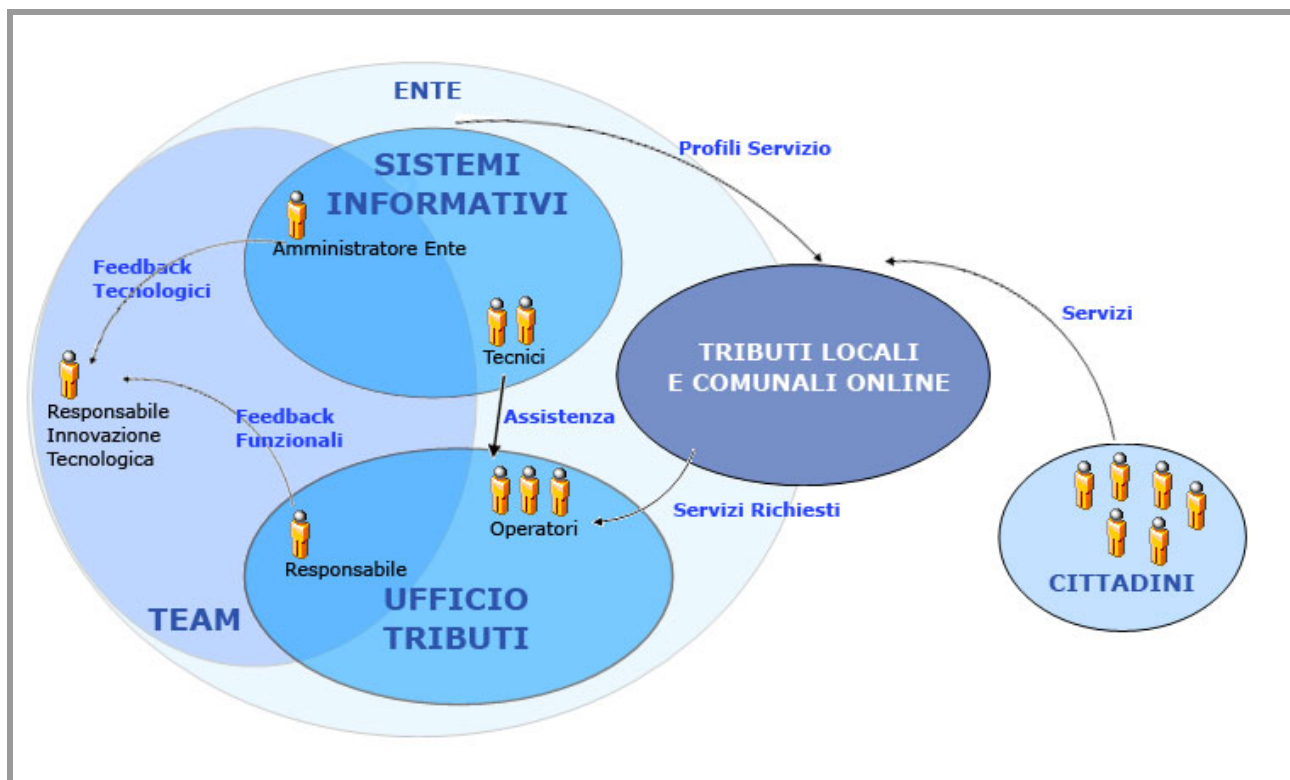 ENTE
Profili Servizio
SISTEMI
INFORMATIVI
Amministratore Ente
Feedback
Tecnologici
Servizi
Tecnici
TRIBUTI LOCALI
E COMUNALI ONLINE
Responsabile
Innovazione
Tecnologica
Feedback
Funzionali
Assistenza
Servizi Richiesti
Operatori
Responsabile
CITTADINI
UFFICIO
TRIBUTI
TEAM